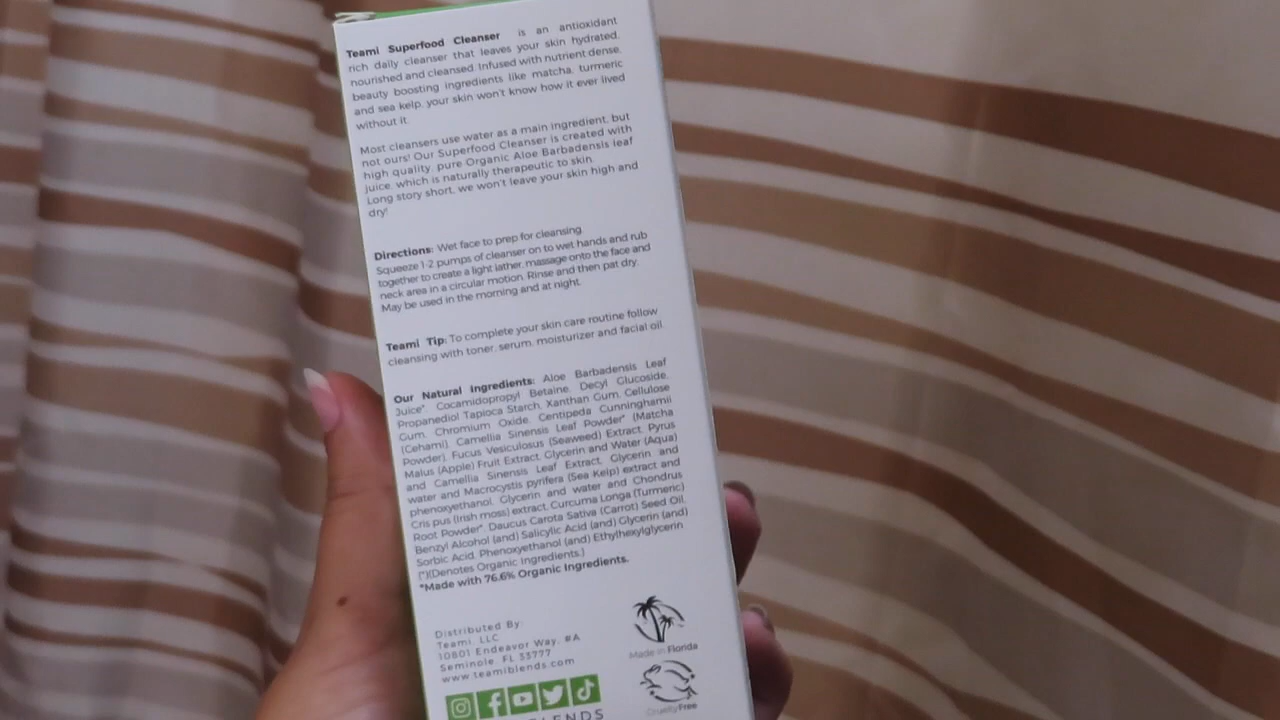 Teami Superfood Cleanser is an antioxidant
rich daily cleanser that leaves your skin hydrated,
nourished and cleansed. Infused with nutrient dense,
beauty boosting ingredients like matcha, turmeric
and sea kelp, your skin won't know how it ever lived
without it.
Most cleansers use water as a main ingredient, but
not ours! Our Superfood Cleanser is created with
high quality, pure Organic Aloe Barbadensis leaf
juice, which is naturally therapeutic to skin.
Long story short, we won't leave your skin high and
dry!
Directions: Wet face to prep for cleansing.
Squeeze 1-2 pumps of cleanser on to wet hands and rub
together to create a light lather, massage onto the face and
neck area in a circular motion. Rinse and then pat dry.
May be used in the morning and at night.
Teami Tip: To complete your skin care routine follow
cleansing with toner, serum, moisturizer and facial oil.
Our Natural Ingredients: Aloe Barbadensis Leaf
Juice*, Cocamidopropyl Betaine, Decyl Glucoside,
Propanediol Tapioca Starch, Xanthan Gum, Cellulose
Gum, Chromium Oxide, Centipeda Cunninghamii
(Cehami), Camellia Sinensis Leaf Powder* (Matcha
Powder), Fucus Vesiculosus (Seaweed) Extract, Pyrus
Malus (Apple) Fruit Extract, Glycerin and Water (Aqua)
and Camellia Sinensis Leaf Extract, Glycerin and
water and Macrocystis pyrifera (Sea Kelp) extract and
phenoxyethanol, Glycerin and water and Chondrus
Cris pus (Irish moss) extract, Curcuma Longa (Turmeric)
Root Powder*, Daucus Carota Sativa (Carrot) Seed Oil,
Benzyl Alcohol (and) Salicylic Acid (and) Glycerin (and)
Sorbic Acid, Phenoxyethanol (and) Ethylhexylglycerin
(*)(Denotes Organic Ingredients.)
*Made with 76.6% Organic Ingredients.
Distributed By:
Teami, LLC
10801 Endeavor Way, #A
Seminole, FL 33777
www.teamiblends.com
Made in Florida
CrueltyFree
BLENDS